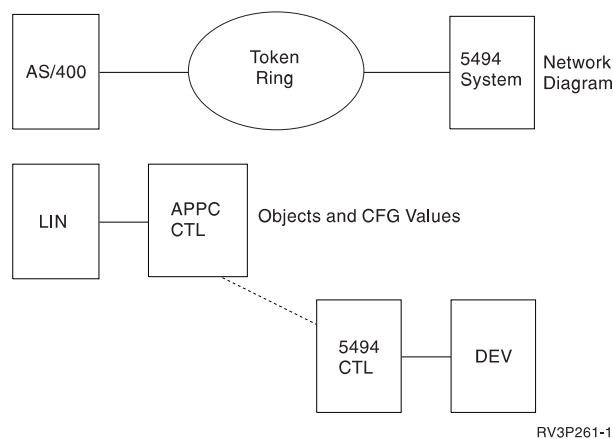 AS/400
Token
Ring
5494
System
Network
Diagram
LIN
APPC
CTL
Objects and CFG Values
5494
CTL
DEV
RV3P261-1